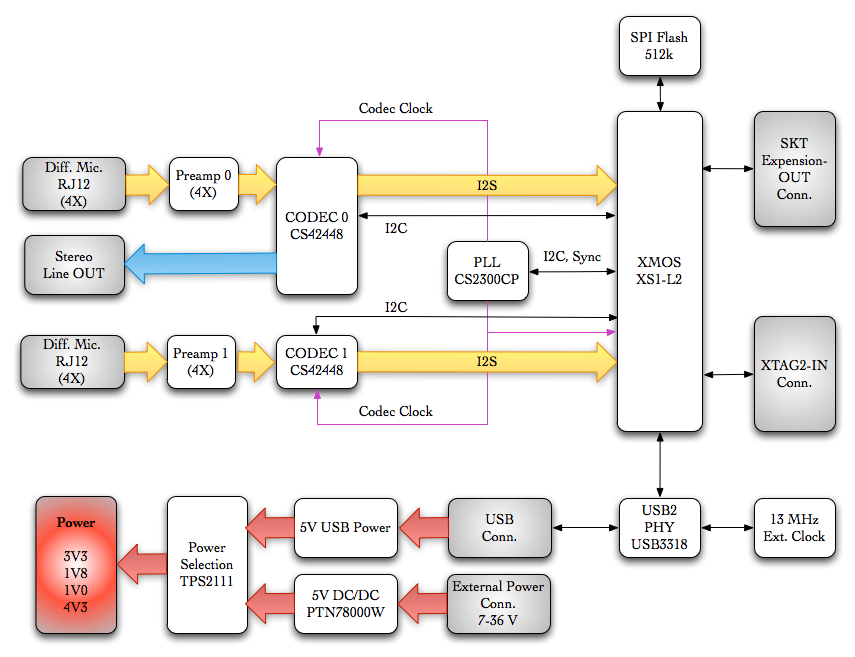 SPI Flash
512k
Codec Clock
SKT
Expension-
OUT
Conn.
Diff. Mic.
RJ12
(4X)
Preamp 0
(4X)
CODEC 0
CS42448
I2S
I2C
Stereo
Line OUT
PLL
CS2300CP
I2C, Sync
XMOS
XS1-L2
I2C
Diff. Mic.
RJ12
(4X)
Preamp 1
(4X)
CODEC 1
CS42448
I2S
XTAG2-IN
Conn.
Codec Clock
Power
3V3
1V8
1V0
4V3
Power
Selection
TPS2111
5V USB Power
USB
Conn.
USB2
PHY
USB3318
13 MHz
Ext. Clock
5V DC/DC
PTN78000W
External Power
Conn.
7-36 V